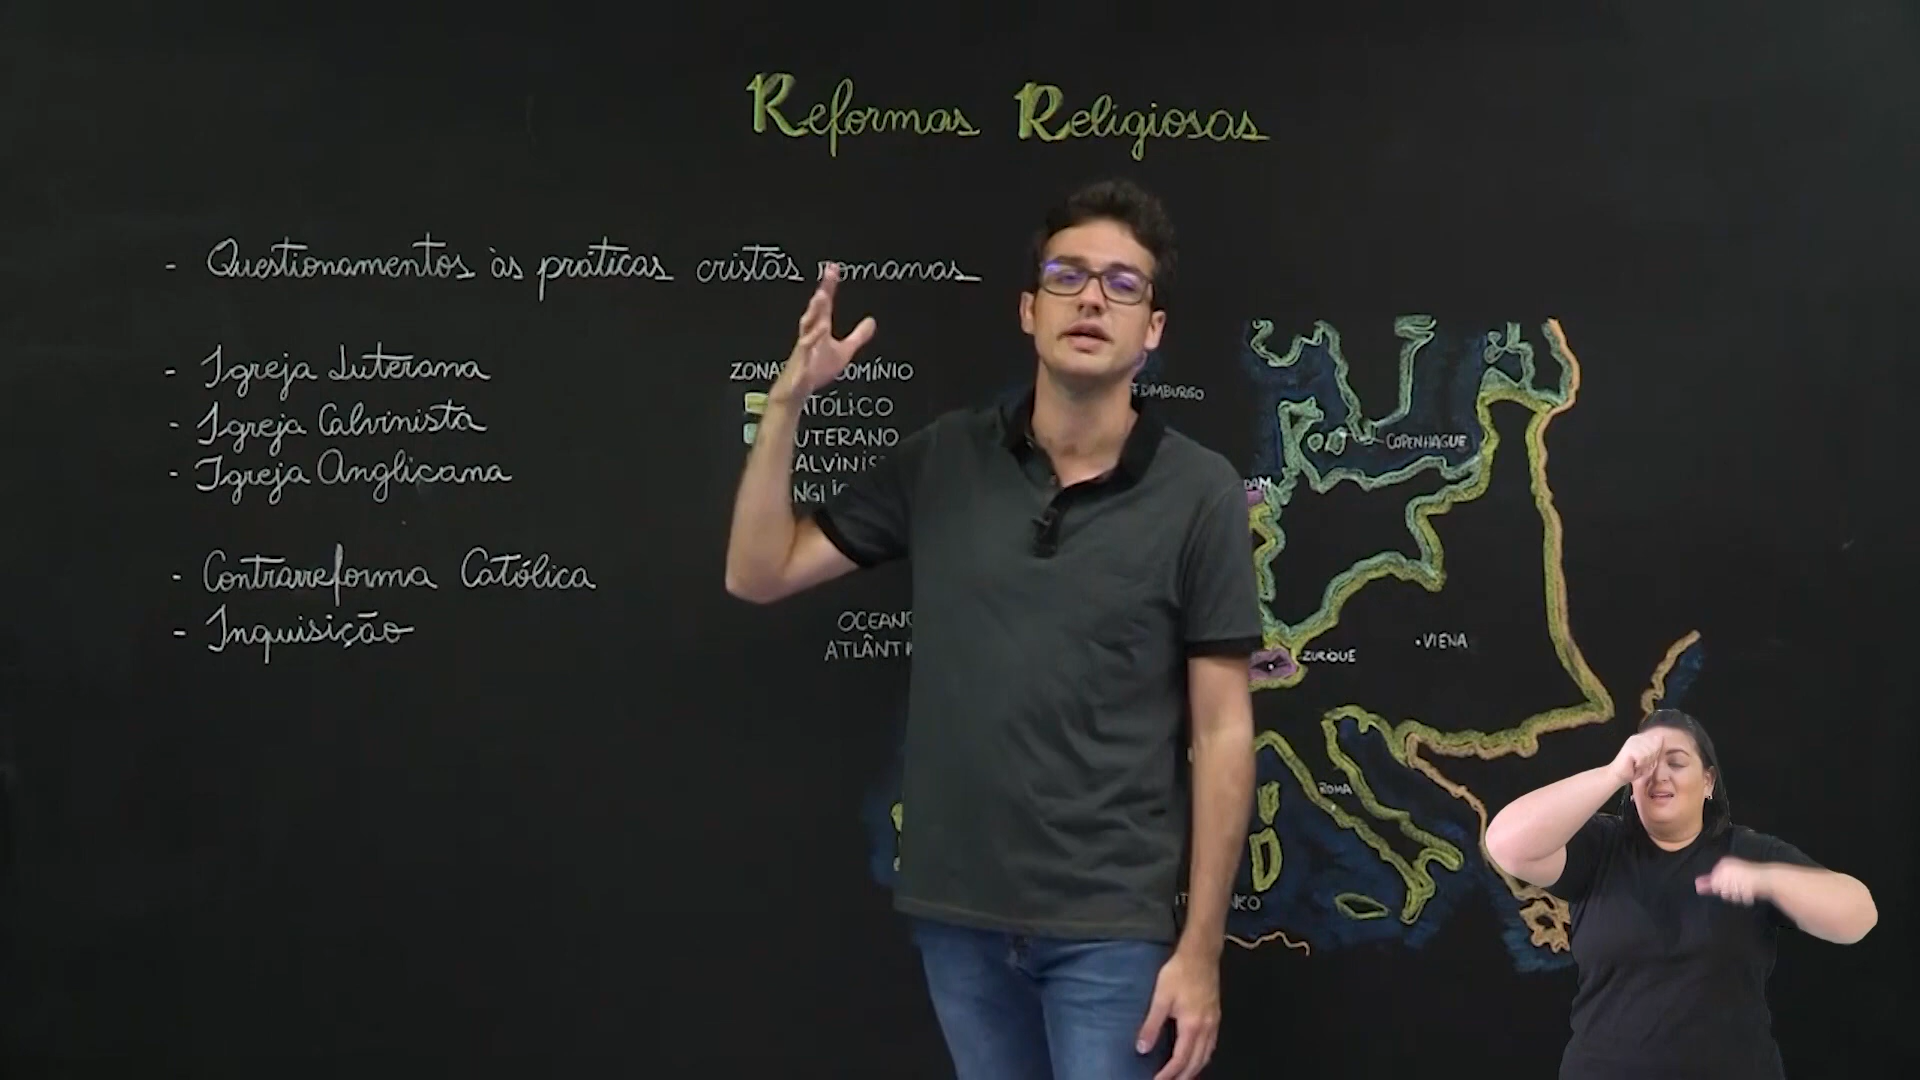 Reformas Religiosas
- Questionamentos às práticas cristãs romanas
- Igreja Luterana
- Igreja Calvinista
- Igreja Anglicana
- Contrarreforma Católica
- Inquisição
COPENHAGUE
ZURIQUE
VIENA
ROMA